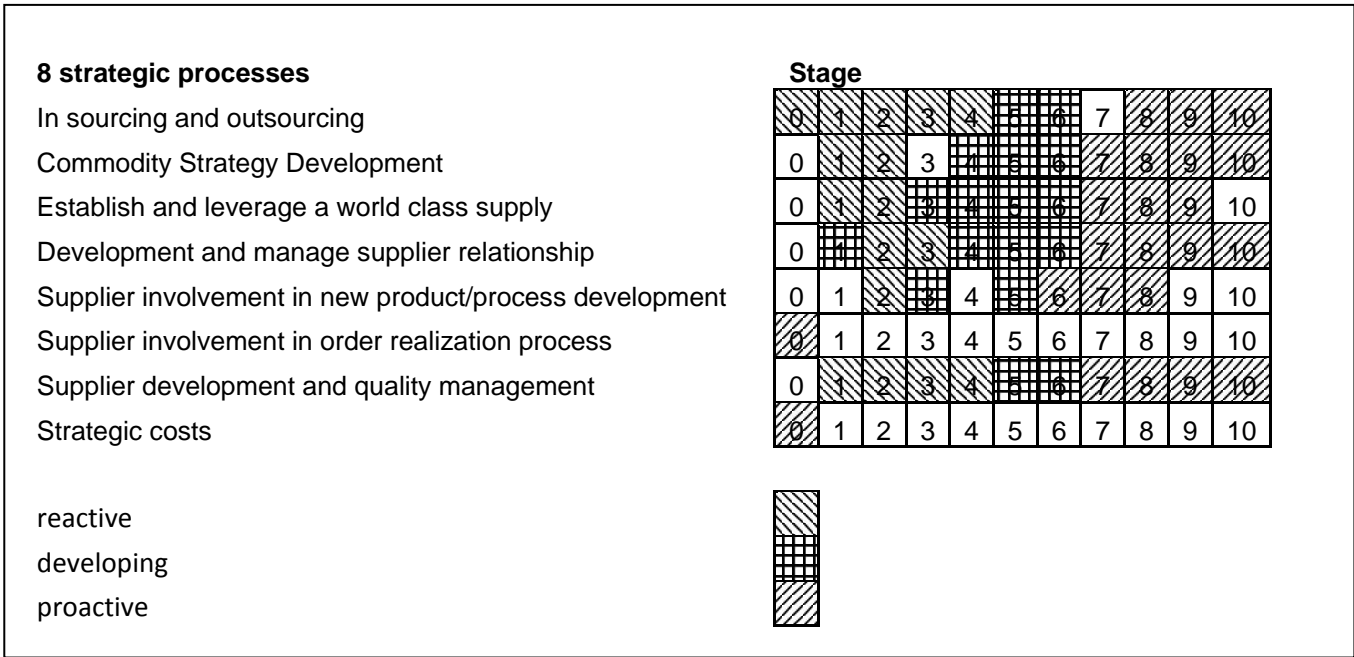 8 strategic processes Stage
In sourcing and outsourcing 0 1 2 3 4 5 6 7 8 9 10
Commodity Strategy Development 0 1 2 3 4 5 6 7 8 9 10
Establish and leverage a world class supply 0 1 2 3 4 5 6 7 8 9 10
Development and manage supplier relationship 0 1 2 3 4 5 6 7 8 9 10
Supplier involvement in new product/process development 0 1 2 3 4 5 6 7 8 9 10
Supplier involvement in order realization process 0 1 2 3 4 5 6 7 8 9 10
Supplier development and quality management 0 1 2 3 4 5 6 7 8 9 10
Strategic costs 0 1 2 3 4 5 6 7 8 9 10
reactive
developing
proactive